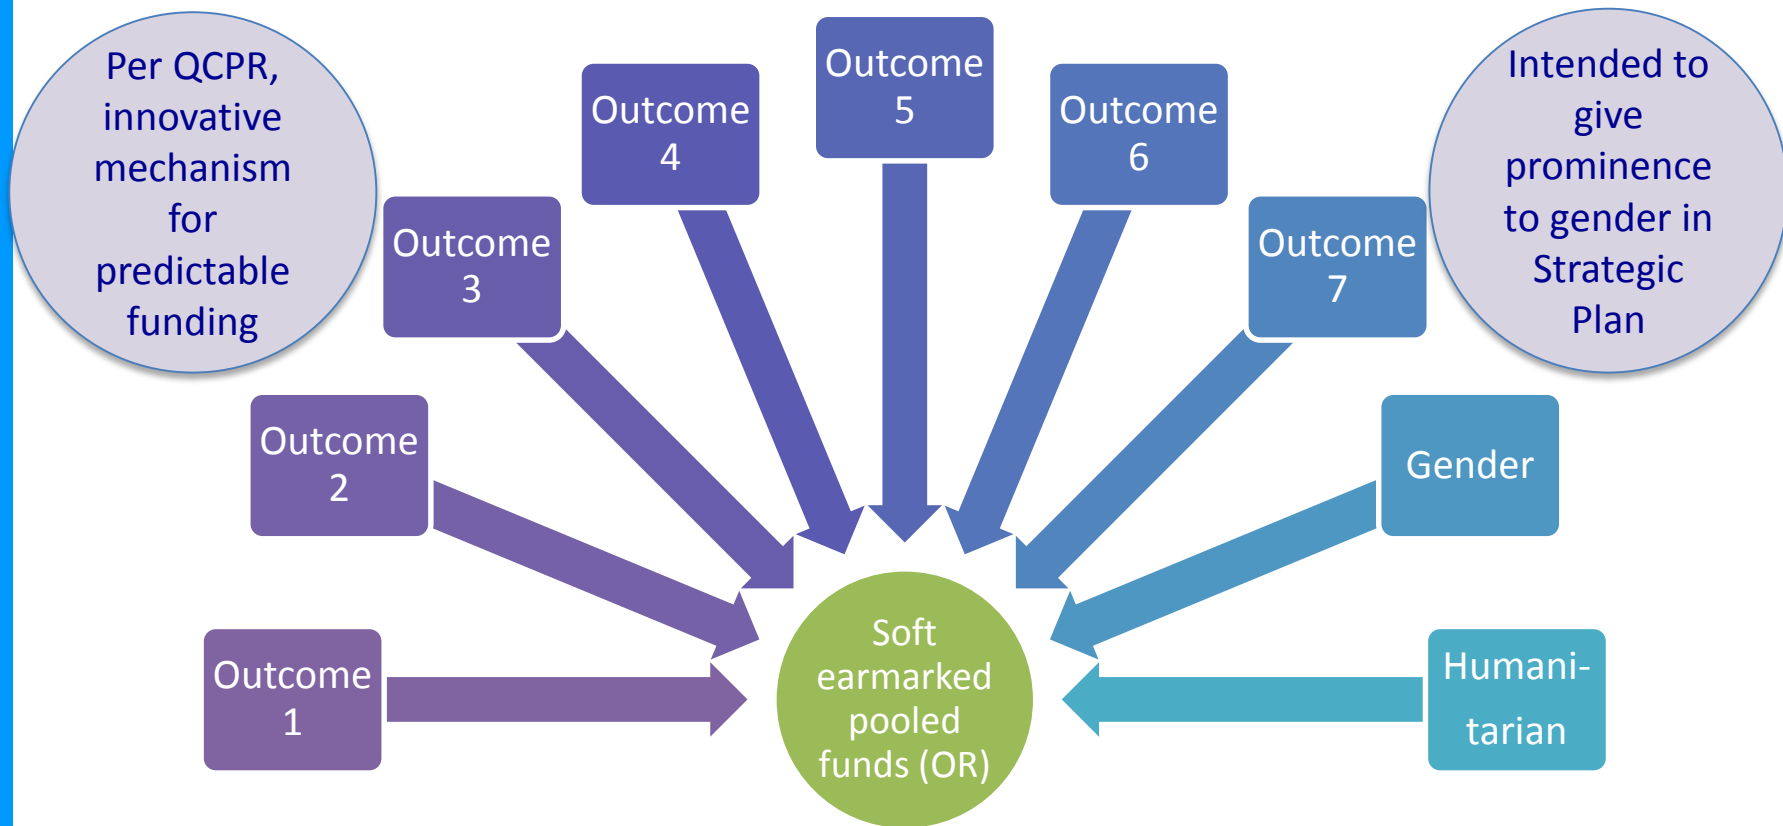 Per QCPR,
innovative
mechanism
for
predictable
funding
Outcome
1
Outcome
2
Outcome
3
Outcome
4
Outcome
5
Outcome
6
Outcome
7
Gender
Humani-
tarian
Soft
earmarked
pooled
funds (OR)
Intended to
give
prominence
to gender in
Strategic
Plan